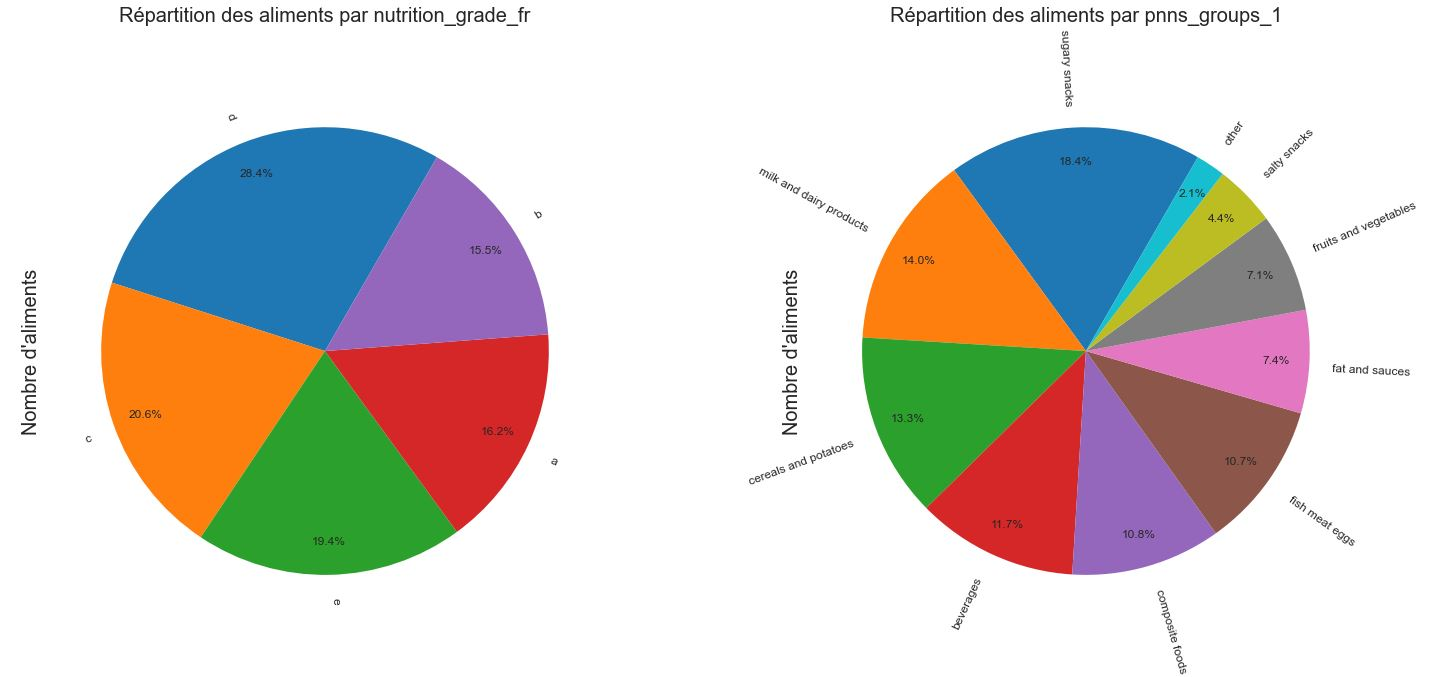 Répartition des aliments par nutrition_grade_fr
Nombre d'aliments
d
28.4%
b
15.5%
c
20.6%
a
16.2%
e
19.4%
Répartition des aliments par pnns_groups_1
Nombre d'aliments
sugary snacks
18.4%
other
2.1%
salty snacks
4.4%
milk and dairy products
14.0%
fruits and vegetables
7.1%
fat and sauces
7.4%
cereals and potatoes
13.3%
fish meat eggs
10.7%
beverages
11.7%
composite foods
10.8%